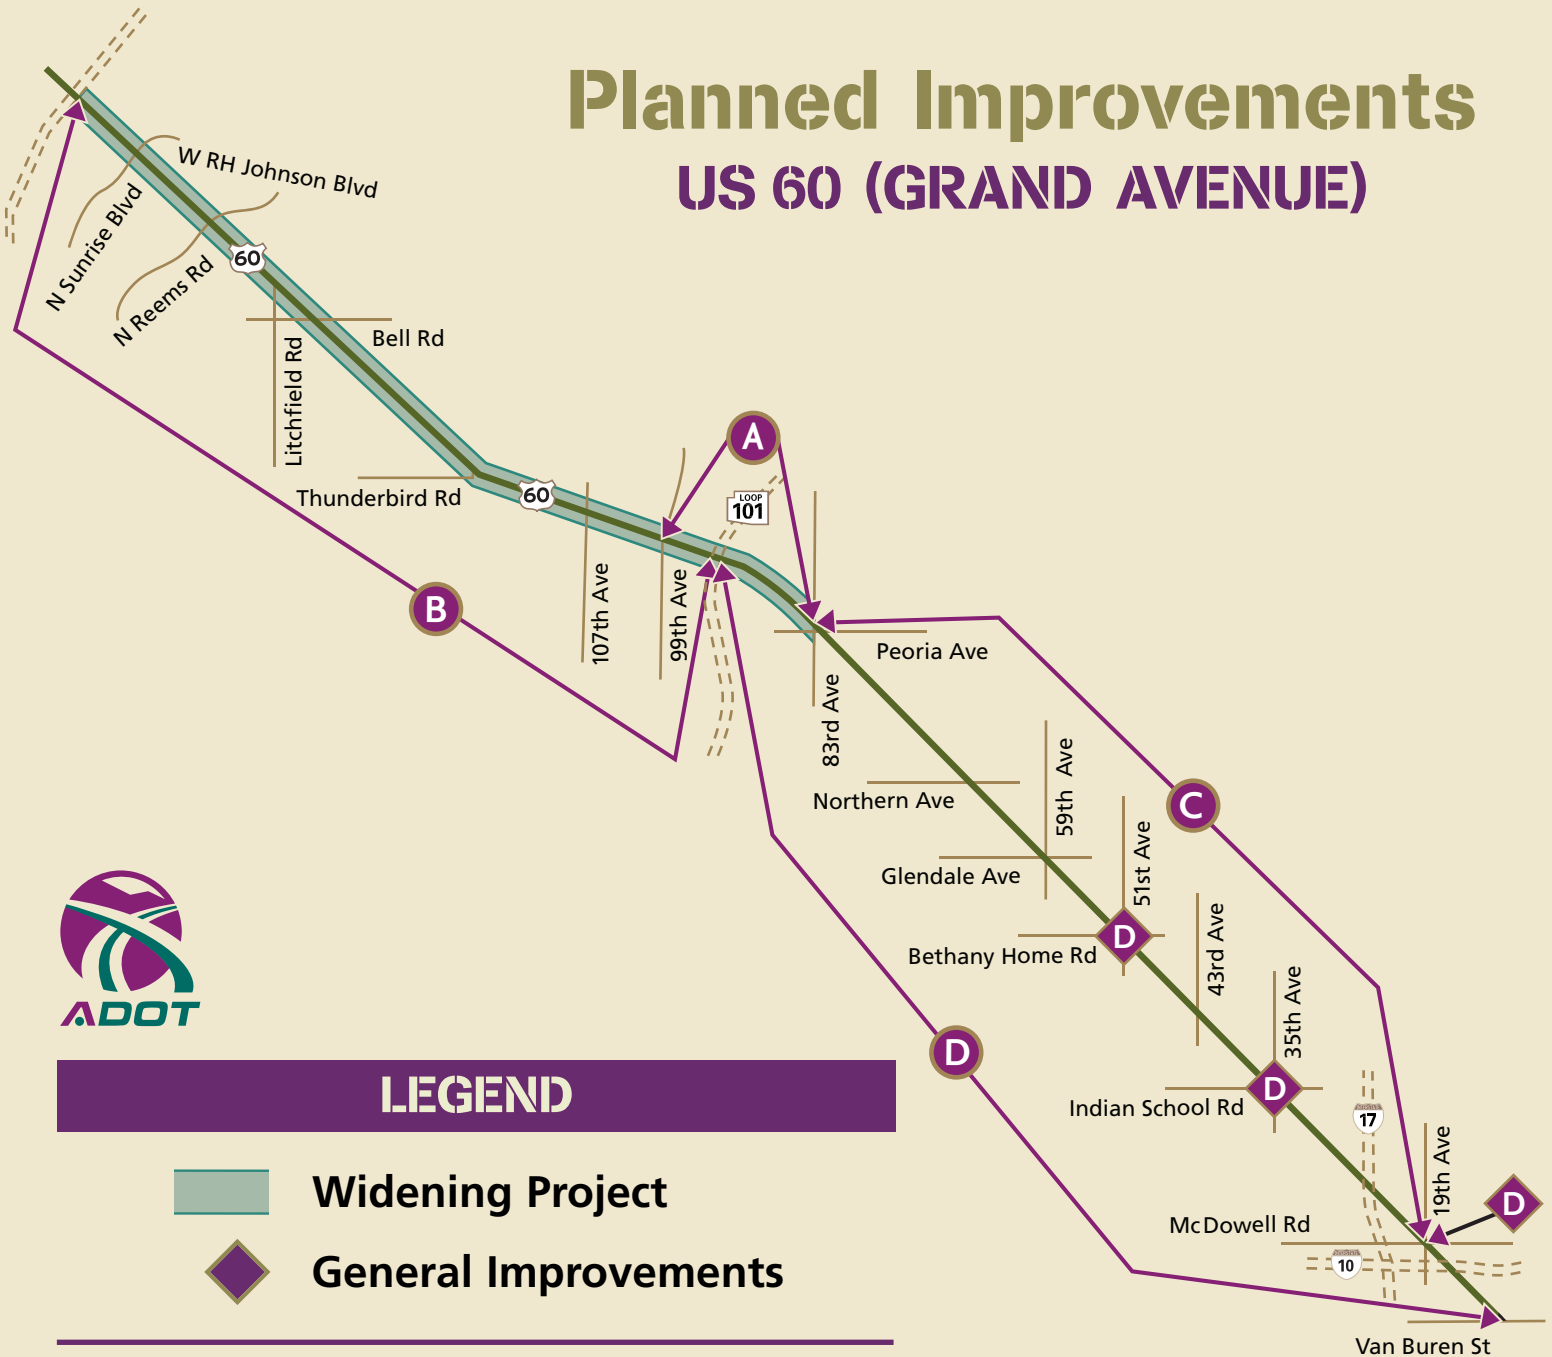 Planned Improvements
US 60 (GRAND AVENUE)
W RH Johnson Blvd
N Sunrise Blvd
N Reems Rd
60
Bell Rd
Litchfield Rd
Thunderbird Rd
60
A
LOOP
101
107th Ave
99th Ave
B
Peoria Ave
83rd Ave
59th Ave
Northern Ave
C
51st Ave
Glendale Ave
D
43rd Ave
Bethany Home Rd
35th Ave
ADOT
D
D
Indian School Rd
17
19th Ave
D
McDowell Rd
10
Van Buren St
LEGEND
Widening Project
General Improvements